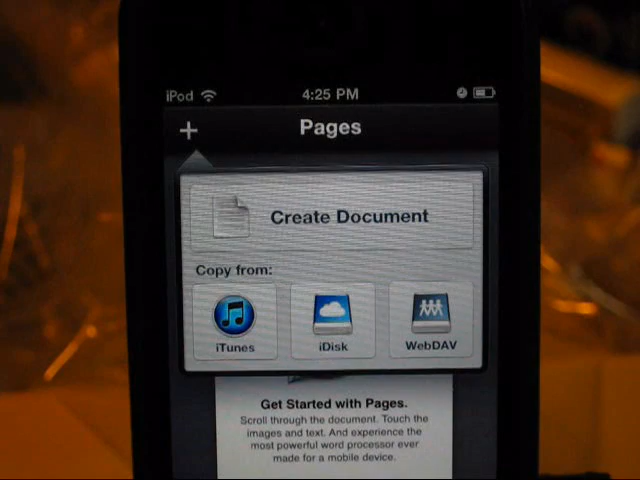 iPod 4:25 PM
+ Pages
Create Document
Copy from:
iTunes iDisk WebDAV
Get Started with Pages.
Scroll through the document. Touch the
images and text. And experience the
most powerful word processor ever
made for a mobile device.